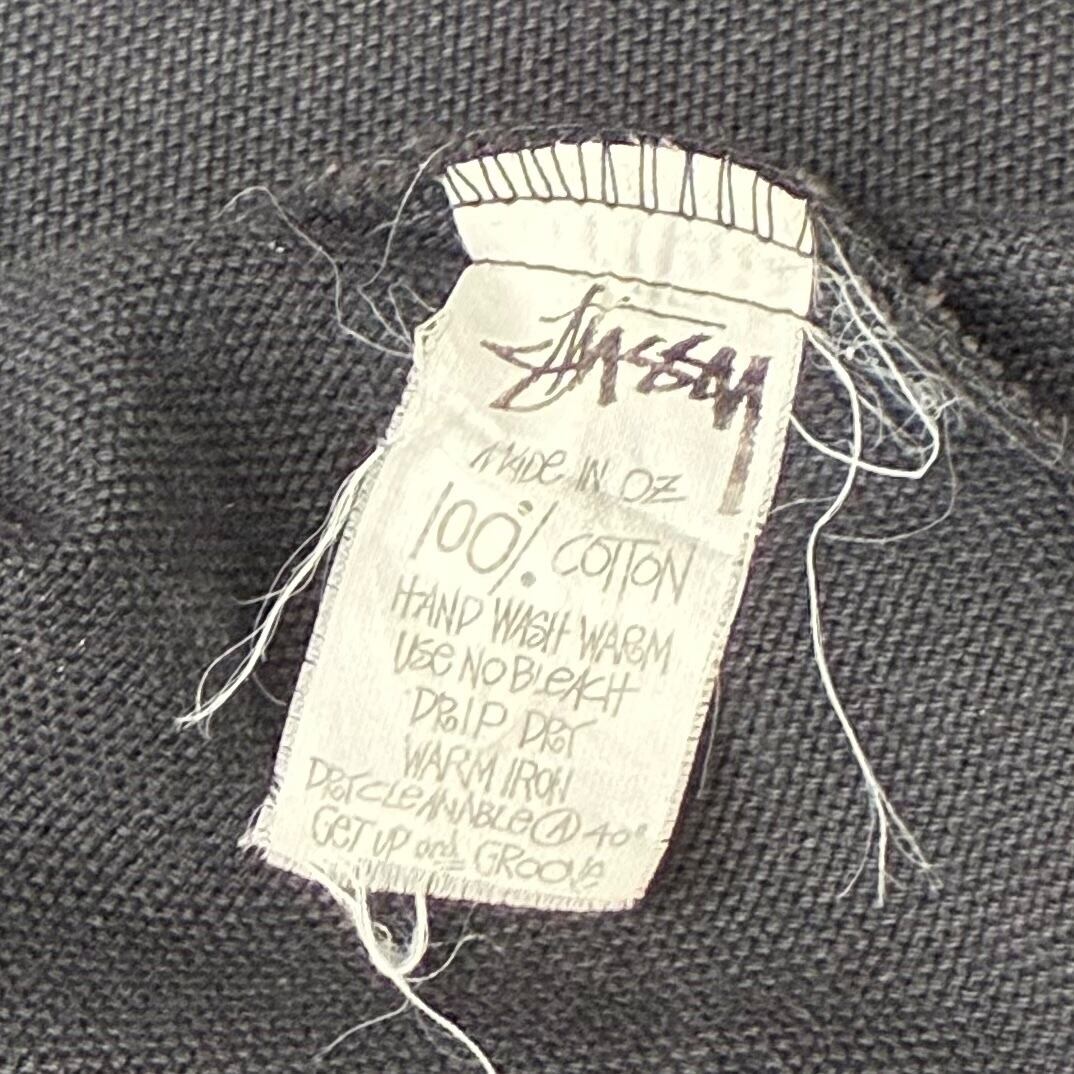 Stüssy
MADE IN OZ
100% COTTON
HAND WASH WARM
USE NO BLEACH
DRIP DRY
WARM IRON
DRYCLEANABLE Ⓐ 40°
GET UP and GROOVE